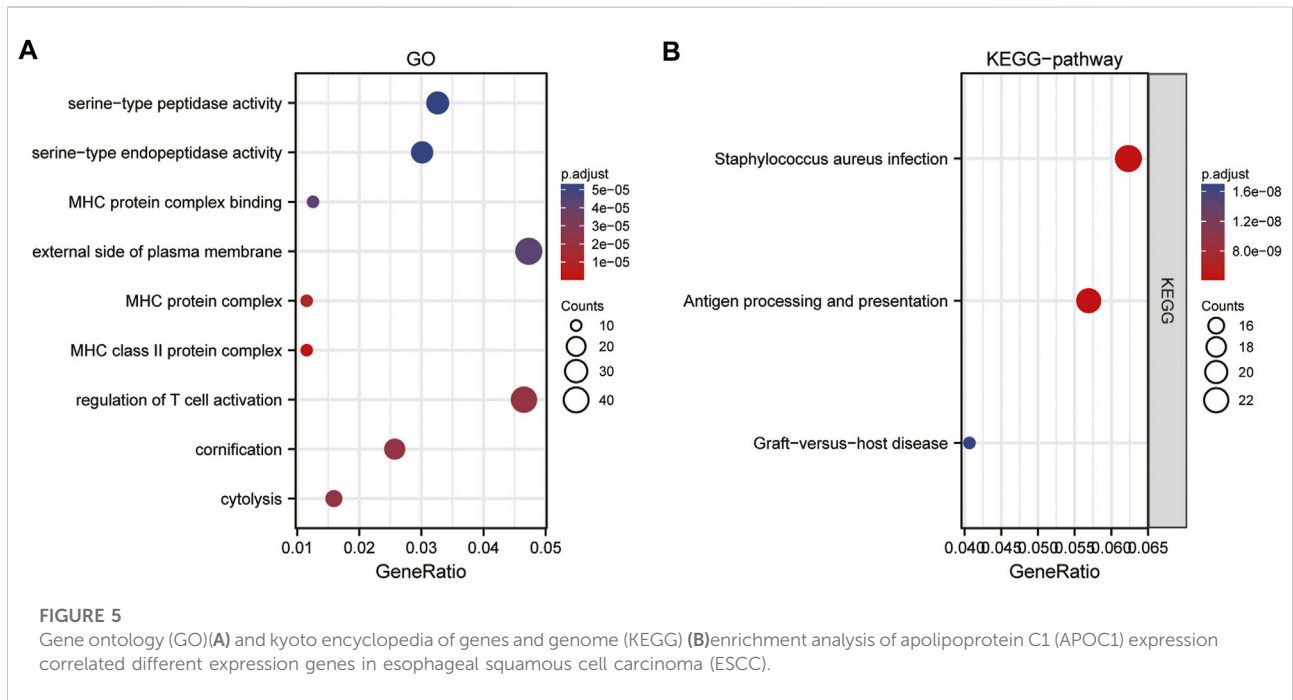 A
GO
serine-type peptidase activity
serine-type endopeptidase activity
MHC protein complex binding
external side of plasma membrane
MHC protein complex
MHC class II protein complex
regulation of T cell activation
cornification
cytolysis
0.01 0.02 0.03 0.04 0.05
GeneRatio
p.adjust
5e-05
4e-05
3e-05
2e-05
1e-05
Counts
10
20
30
40
B
KEGG-pathway
Staphylococcus aureus infection
Antigen processing and presentation
Graft-versus-host disease
KEGG
0.040 0.045 0.050 0.055 0.060 0.065
GeneRatio
p.adjust
1.6e-08
1.2e-08
8.0e-09
Counts
16
18
20
22
FIGURE 5
Gene ontology (GO)(A) and kyoto encyclopedia of genes and genome (KEGG) (B)enrichment analysis of apolipoprotein C1 (APOC1) expression
correlated different expression genes in esophageal squamous cell carcinoma (ESCC).